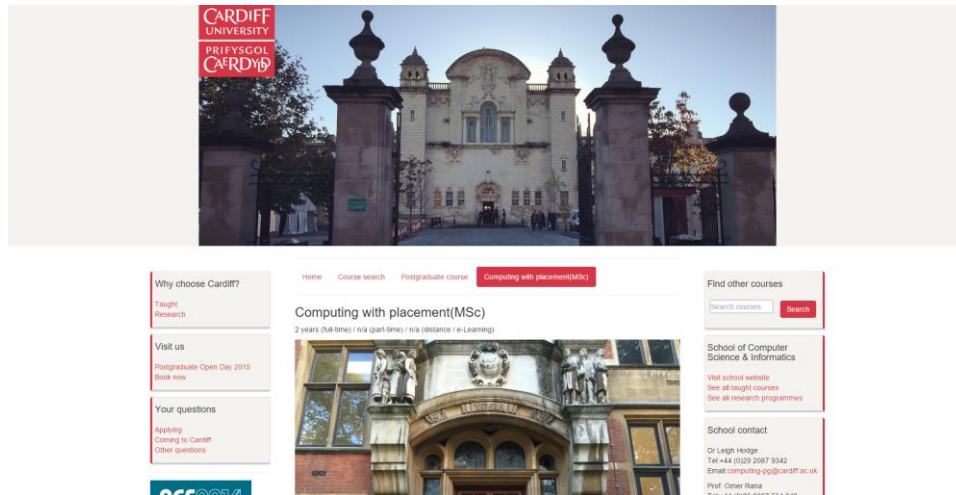 CARDIFF
UNIVERSITY
PRIFYSGOL
CAERDYDD
Why choose Cardiff?
Taught
Research
Visit us
Postgraduate Open Day 2015
Book now
Your questions
Applying
Coming to Cardiff
Other questions
Home Course search Postgraduate course Computing with placement(MSc)
Computing with placement(MSc)
2 years (full-time) / n/a (part-time) / n/a (distance / e-Learning)
Find other courses
Search courses Search
School of Computer
Science & Informatics
Visit school website
See all taught courses
See all research programmes
School contact
Dr Leigh Hodge
Tel:+44 (0)29 2087 9342
Email:computing-pg@cardiff.ac.uk
Prof. Omer Rana